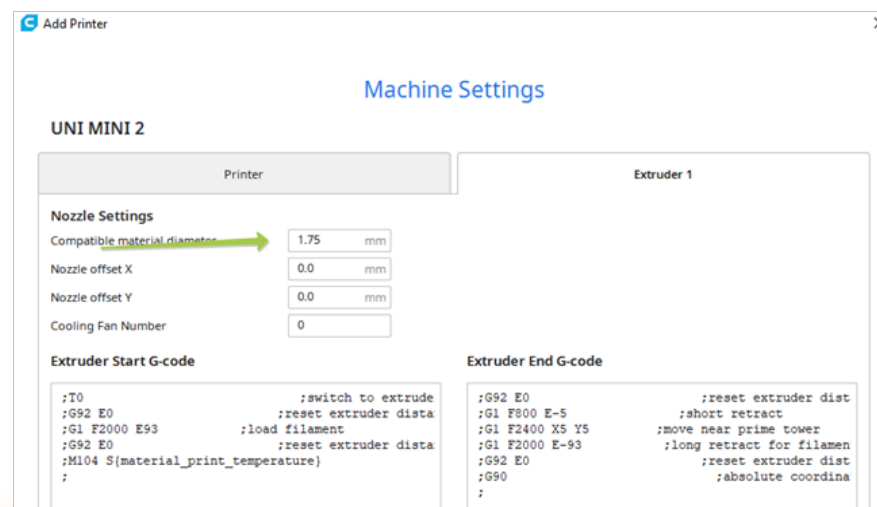 Add Printer
Machine Settings
UNI MINI 2
Printer
Extruder 1
Nozzle Settings
Compatible material diameter
1.75 mm
Nozzle offset X
0.0 mm
Nozzle offset Y
0.0 mm
Cooling Fan Number
0
Extruder Start G-code
;T0 ;switch to extrude
;G92 E0 ;reset extruder dista
;G1 F2000 E93 ;load filament
;G92 E0 ;reset extruder dista
;M104 S{material_print_temperature}
;
Extruder End G-code
;G92 E0 ;reset extruder dist
;G1 F800 E-5 ;short retract
;G1 F2400 X5 Y5 ;move near prime tower
;G1 F2000 E-93 ;long retract for filamen
;G92 E0 ;reset extruder dist
;G90 ;absolute coordina
;